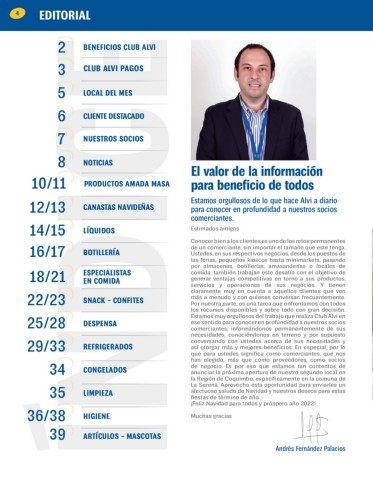 4
EDITORIAL
ÍNDICE
2 BENEFICIOS CLUB ALVI
3 CLUB ALVI PAGOS
5 LOCAL DEL MES
6 CLIENTE DESTACADO
7 NUESTROS SOCIOS
8 NOTICIAS
10/11 PRODUCTOS AMADA MASA
12/13 CANASTAS NAVIDEÑAS
14/15 LÍQUIDOS
16/17 BOTILLERÍA
18/21 ESPECIALISTAS
EN COMIDA
22/23 SNACK – CONFITES
25/28 DESPENSA
29/33 REFRIGERADOS
34 CONGELADOS
35 LIMPIEZA
36/38 HIGIENE
39 ARTÍCULOS – MASCOTAS
El valor de la información
para beneficio de todos
Estamos orgullosos de lo que hace Alvi a diario
para conocer en profundidad a nuestros socios
comerciantes.
Estimados amigos
Conocer bien a los clientes es uno de los retos permanentes
de un comerciante, sin importar el tamaño que este tenga.
Ustedes, en sus respectivos negocios, desde los puestos de
las ferias, pequeños kioscos hasta minimarkets, pasando
por almacenes, botillerías, amasanderías o locales de
comida, también trabajan este desafío con el objetivo de
generar ventajas competitivas en torno a sus productos,
servicios y operaciones de sus negocios. Y tienen
claramente muy en cuenta a aquellos clientes que ven
más a menudo y con quienes conversan frecuentemente.
Por nuestra parte, es una tarea que enfrentamos con todos
los recursos disponibles y sobre todo con gran decisión.
Estamos muy orgullosos del trabajo que realiza Club Alvi en
ese sentido para conocer en profundidad a nuestros socios
comerciantes; informándonos permanentemente de sus
necesidades, conociéndonos en terreno y por supuesto
conversando con ustedes acerca de sus necesidades y
así otorgar más y mejores beneficios. En especial, por lo
que para ustedes significa como comerciantes, que nos
han elegido, más que como proveedores, como socios
de negocio. Es por eso que estamos tan contentos de
anunciar la próxima apertura de nuestro segundo local en
la Región de Coquimbo, específicamente en la comuna de
La Serena. Aprovecho esta oportunidad para enviarles un
afectuoso saludo de Navidad y nuestros deseos para estas
fiestas de término de año.
¡Feliz Navidad para todos y próspero año 2022!
Muchas gracias
Andrés Fernández Palacios